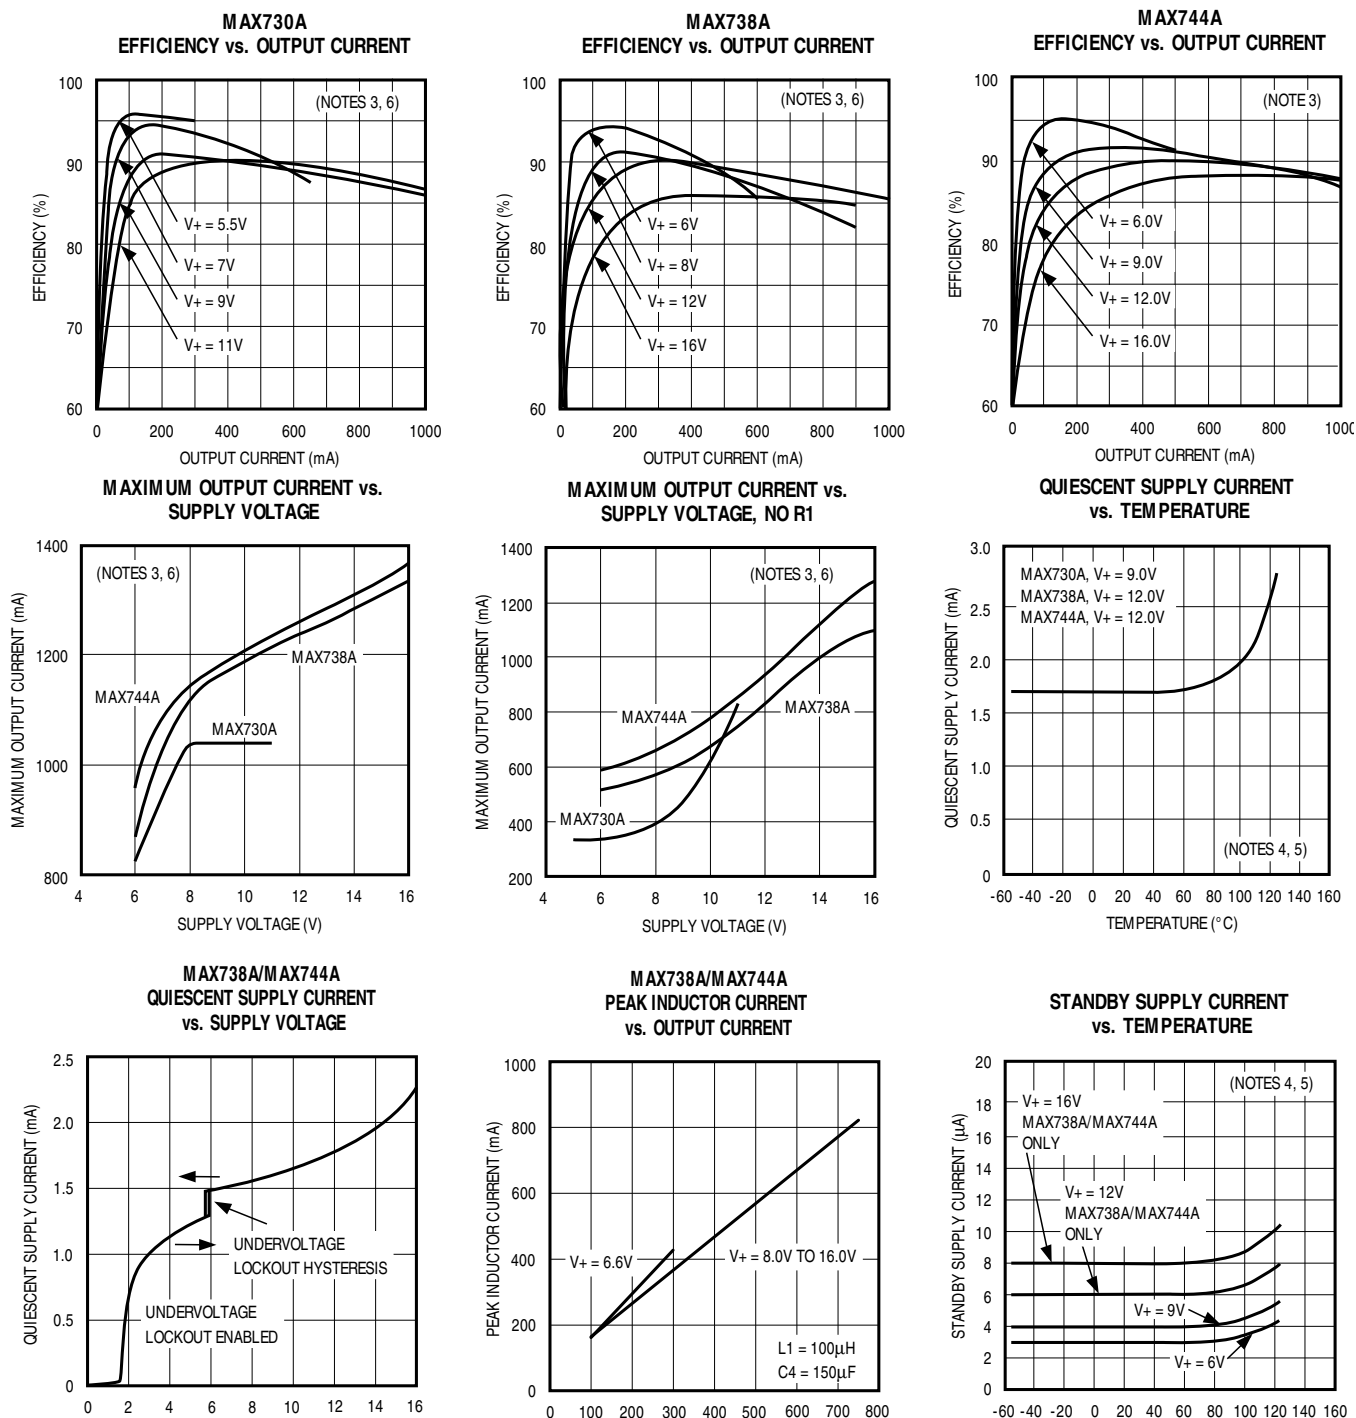 MAX730A
EFFICIENCY vs. OUTPUT CURRENT
100
90
80
70
60
EFFICIENCY (%)
(NOTES 3, 6)
V+ = 5.5V
V+ = 7V
V+ = 9V
V+ = 11V
0 200 400 600 800 1000
OUTPUT CURRENT (mA)
MAX738A
EFFICIENCY vs. OUTPUT CURRENT
100
90
80
70
60
EFFICIENCY (%)
(NOTES 3, 6)
V+ = 6V
V+ = 8V
V+ = 12V
V+ = 16V
0 200 400 600 800 1000
OUTPUT CURRENT (mA)
MAX744A
EFFICIENCY vs. OUTPUT CURRENT
100
90
80
70
60
EFFICIENCY (%)
(NOTE 3)
V+ = 6.0V
V+ = 9.0V
V+ = 12.0V
V+ = 16.0V
0 200 400 600 800 1000
OUTPUT CURRENT (mA)
MAXIMUM OUTPUT CURRENT vs.
SUPPLY VOLTAGE
1400
1200
1000
800
MAXIMUM OUTPUT CURRENT (mA)
(NOTES 3, 6)
MAX738A
MAX744A
MAX730A
4 6 8 10 12 14 16
SUPPLY VOLTAGE (V)
MAXIMUM OUTPUT CURRENT vs.
SUPPLY VOLTAGE, NO R1
1400
1200
1000
800
600
400
200
MAXIMUM OUTPUT CURRENT (mA)
(NOTES 3, 6)
MAX744A
MAX738A
MAX730A
4 6 8 10 12 14 16
SUPPLY VOLTAGE (V)
QUIESCENT SUPPLY CURRENT
vs. TEMPERATURE
3.0
2.5
2.0
1.5
1.0
0.5
0
QUIESCENT SUPPLY CURRENT (mA)
MAX730A, V+ = 9.0V
MAX738A, V+ = 12.0V
MAX744A, V+ = 12.0V
(NOTES 4, 5)
-60 -40 -20 0 20 40 60 80 100 120 140 160
TEMPERATURE (°C)
MAX738A/MAX744A
QUIESCENT SUPPLY CURRENT
vs. SUPPLY VOLTAGE
2.5
2.0
1.5
1.0
0.5
0
QUIESCENT SUPPLY CURRENT (mA)
UNDERVOLTAGE
LOCKOUT HYSTERESIS
UNDERVOLTAGE
LOCKOUT ENABLED
0 2 4 6 8 10 12 14 16
MAX738A/MAX744A
PEAK INDUCTOR CURRENT
vs. OUTPUT CURRENT
1000
800
600
400
200
0
PEAK INDUCTOR CURRENT (mA)
V+ = 6.6V
V+ = 8.0V TO 16.0V
L1 = 100µH
C4 = 150µF
0 100 200 300 400 500 600 700 800
STANDBY SUPPLY CURRENT
vs. TEMPERATURE
20
18
16
14
12
10
8
6
4
2
0
STANDBY SUPPLY CURRENT (µA)
(NOTES 4, 5)
V+ = 16V
MAX738A/MAX744A
ONLY
V+ = 12V
MAX738A/MAX744A
ONLY
V+ = 9V
V+ = 6V
-60 -40 -20 0 20 40 60 80 100 120 140 160